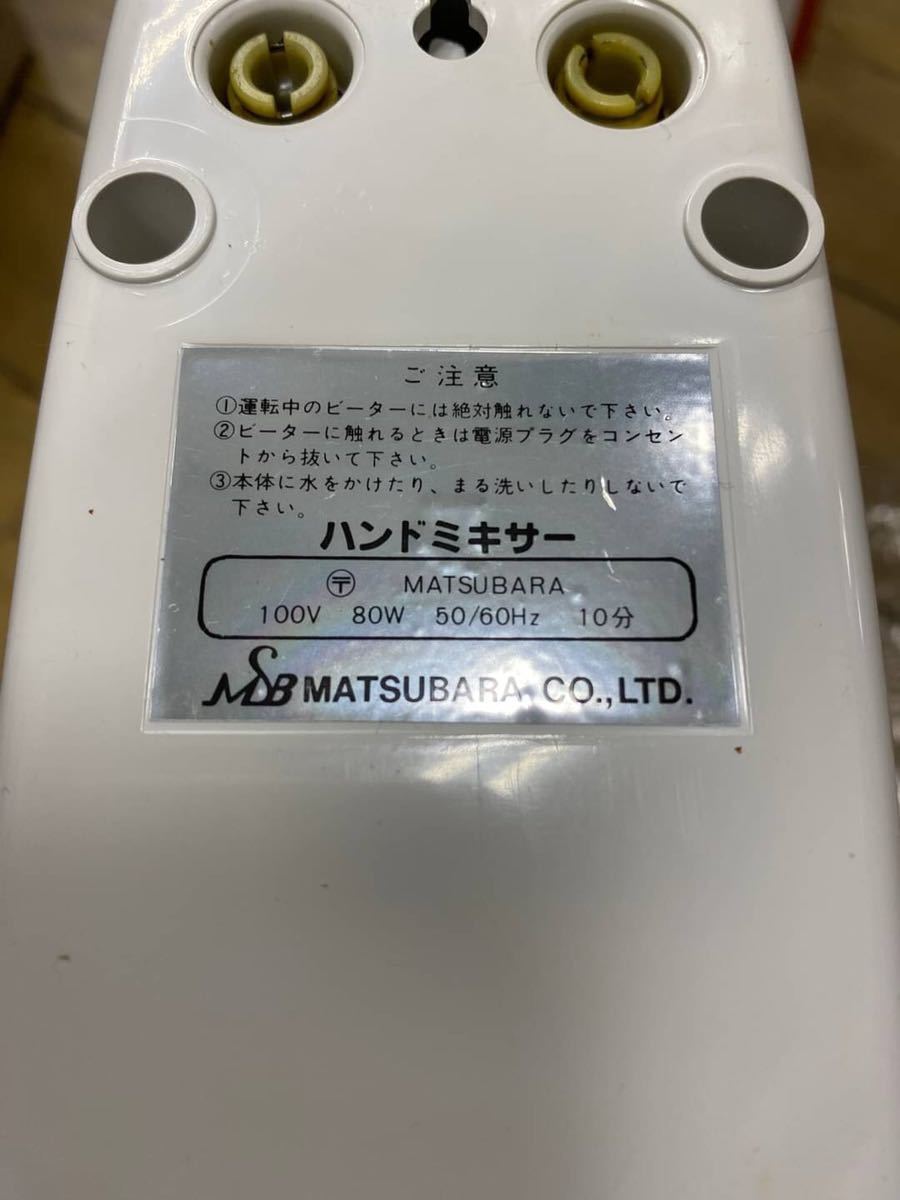 ご注意
①運転中のビーターには絶対触れないで下さい。
②ビーターに触れるときは電源プラグをコンセン
トから抜いて下さい。
③本体に水をかけたり、まる洗いしたりしないで
下さい。
ハンドミキサー
〶 MATSUBARA
100V 80W 50/60Hz 10分
MSB MATSUBARA CO.,LTD.